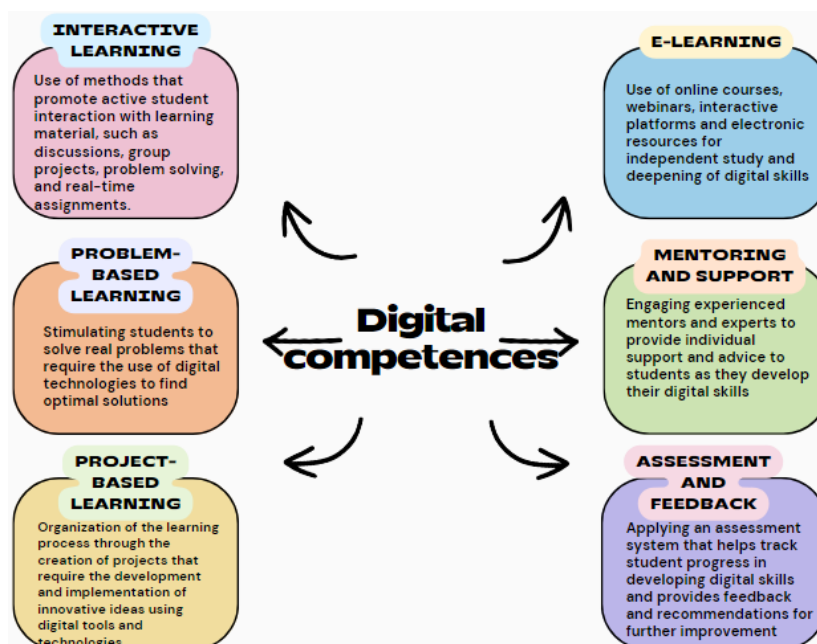 INTERACTIVE
LEARNING
Use of methods that
promote active student
interaction with learning
material, such as
discussions, group
projects, problem solving,
and real-time
assignments.
E-LEARNING
Use of online courses,
webinars, interactive
platforms and electronic
resources for
independent study and
deepening of digital skills
PROBLEM-
BASED
LEARNING
Stimulating students to
solve real problems that
require the use of digital
technologies to find
optimal solutions
Digital
competences
MENTORING
AND SUPPORT
Engaging experienced
mentors and experts to
provide individual
support and advice to
students as they develop
their digital skills
PROJECT-
BASED
LEARNING
Organization of the learning
process through the
creation of projects that
require the development
and implementation of
innovative ideas using
digital tools and
technologies
ASSESSMENT
AND
FEEDBACK
Applying an assessment
system that helps track
student progress in
developing digital skills
and provides feedback
and recommendations for
further improvement